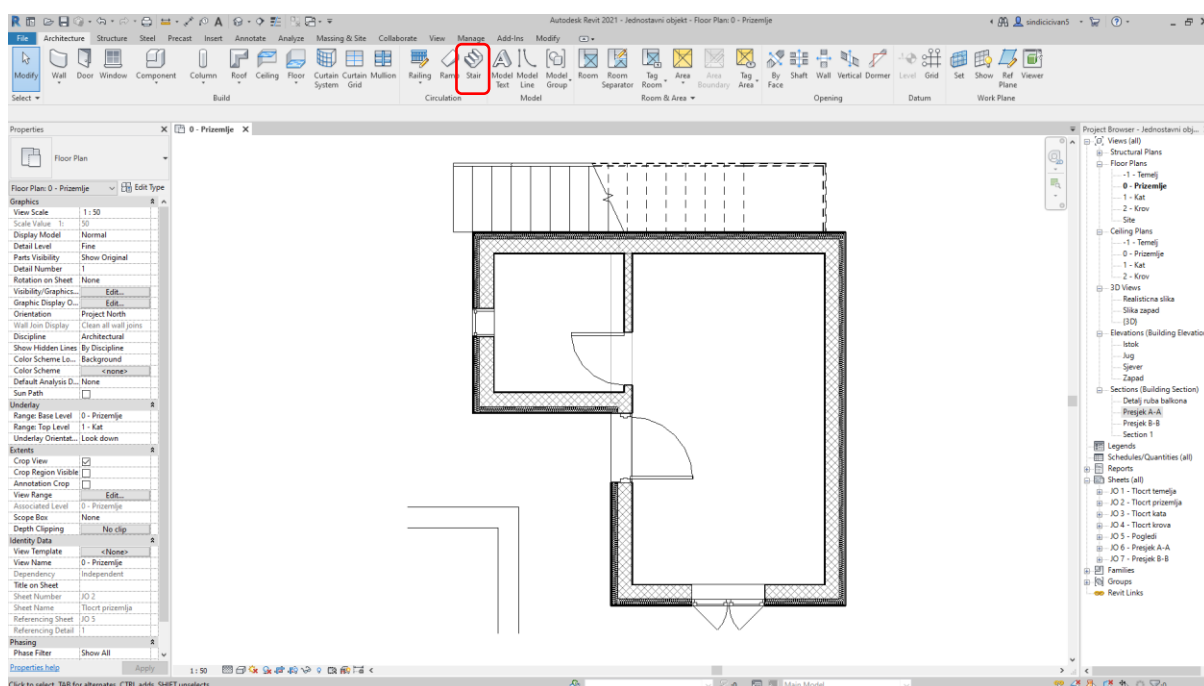 Autodesk Revit 2021 - Jednostavni objekt - Floor Plan: 0 - Prizemlje
sindicicivan5
File Architecture Structure Steel Precast Insert Annotate Analyze Massing & Site Collaborate View Manage Add-Ins Modify
Modify Wall Door Window Component Column Roof Ceiling Floor Curtain System Curtain Grid Mullion Railing Ramp Stair Model Text Model Line Model Group Room Room Separator Tag Room Area Area Boundary Tag Area By Face Shaft Wall Vertical Dormer Level Grid Set Show Ref Plane Viewer
Select Build Circulation Model Room & Area Opening Datum Work Plane
Properties
0 - Prizemlje
Floor Plan
Floor Plan: 0 - Prizemlje Edit Type
Graphics
View Scale 1 : 50
Scale Value 1: 50
Display Model Normal
Detail Level Fine
Parts Visibility Show Original
Detail Number 1
Rotation on Sheet None
Visibility/Graphics... Edit...
Graphic Display O... Edit...
Orientation Project North
Wall Join Display Clean all wall joins
Discipline Architectural
Show Hidden Lines By Discipline
Color Scheme Lo... Background
Color Scheme <none>
Default Analysis D... None
Sun Path
Underlay
Range: Base Level 0 - Prizemlje
Range: Top Level 1 - Kat
Underlay Orientat... Look down
Extents
Crop View
Crop Region Visible
Annotation Crop
View Range Edit...
Associated Level 0 - Prizemlje
Scope Box None
Depth Clipping No clip
Identity Data
View Template <None>
View Name 0 - Prizemlje
Dependency Independent
Title on Sheet
Sheet Number JO 2
Sheet Name Tlocrt prizemlja
Referencing Sheet JO 5
Referencing Detail 1
Phasing
Phase Filter Show All
Properties help Apply
1 : 50
Click to select, TAB for alternates, CTRL adds, SHIFT unselects.
Main Model
Project Browser - Jednostavni obj...
Views (all)
Structural Plans
Floor Plans
-1 - Temelj
0 - Prizemlje
1 - Kat
2 - Krov
Site
Ceiling Plans
-1 - Temelj
0 - Prizemlje
1 - Kat
2 - Krov
3D Views
Realisticna slika
Slika zapad
{3D}
Elevations (Building Elevatio
Istok
Jug
Sjever
Zapad
Sections (Building Section)
Detalj ruba balkona
Presjek A-A
Presjek B-B
Section 1
Legends
Schedules/Quantities (all)
Reports
Sheets (all)
JO 1 - Tlocrt temelja
JO 2 - Tlocrt prizemlja
JO 3 - Tlocrt kata
JO 4 - Tlocrt krova
JO 5 - Pogledi
JO 6 - Presjek A-A
JO 7 - Presjek B-B
Families
Groups
Revit Links